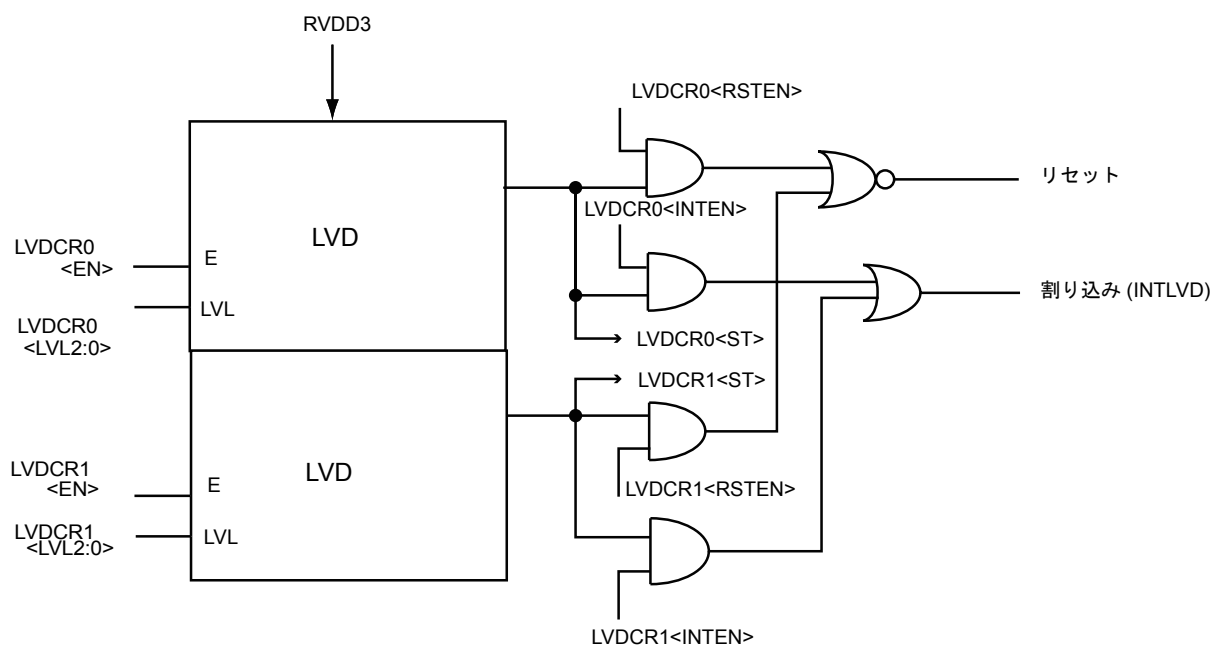 RVDD3
LVDCR0<RSTEN>
リセット
LVDCR0<INTEN>
LVD
LVDCR0
<EN>
E
割り込み (INTLVD)
LVL
LVDCR0
<LVL2:0>
LVDCR0<ST>
LVDCR1<ST>
LVD
LVDCR1
<EN>
E
LVDCR1<RSTEN>
LVDCR1
<LVL2:0>
LVL
LVDCR1<INTEN>